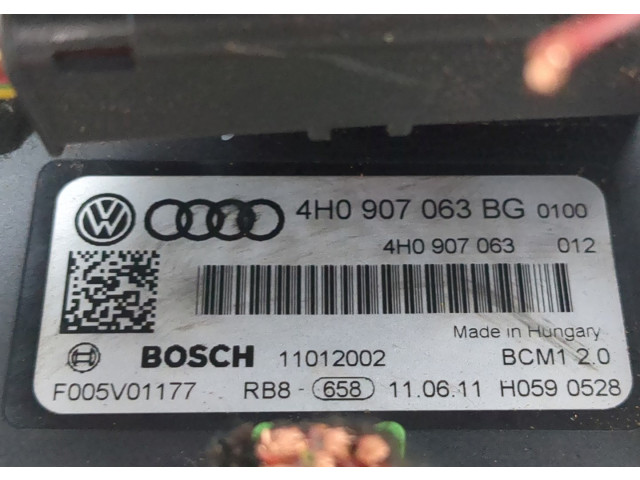 4H0 907 063 BG 0100
4H0 907 063 012
Made in Hungary
BOSCH 11012002 BCM1 2.0
F005V01177 RB8- 658 11.06.11 H059 0528